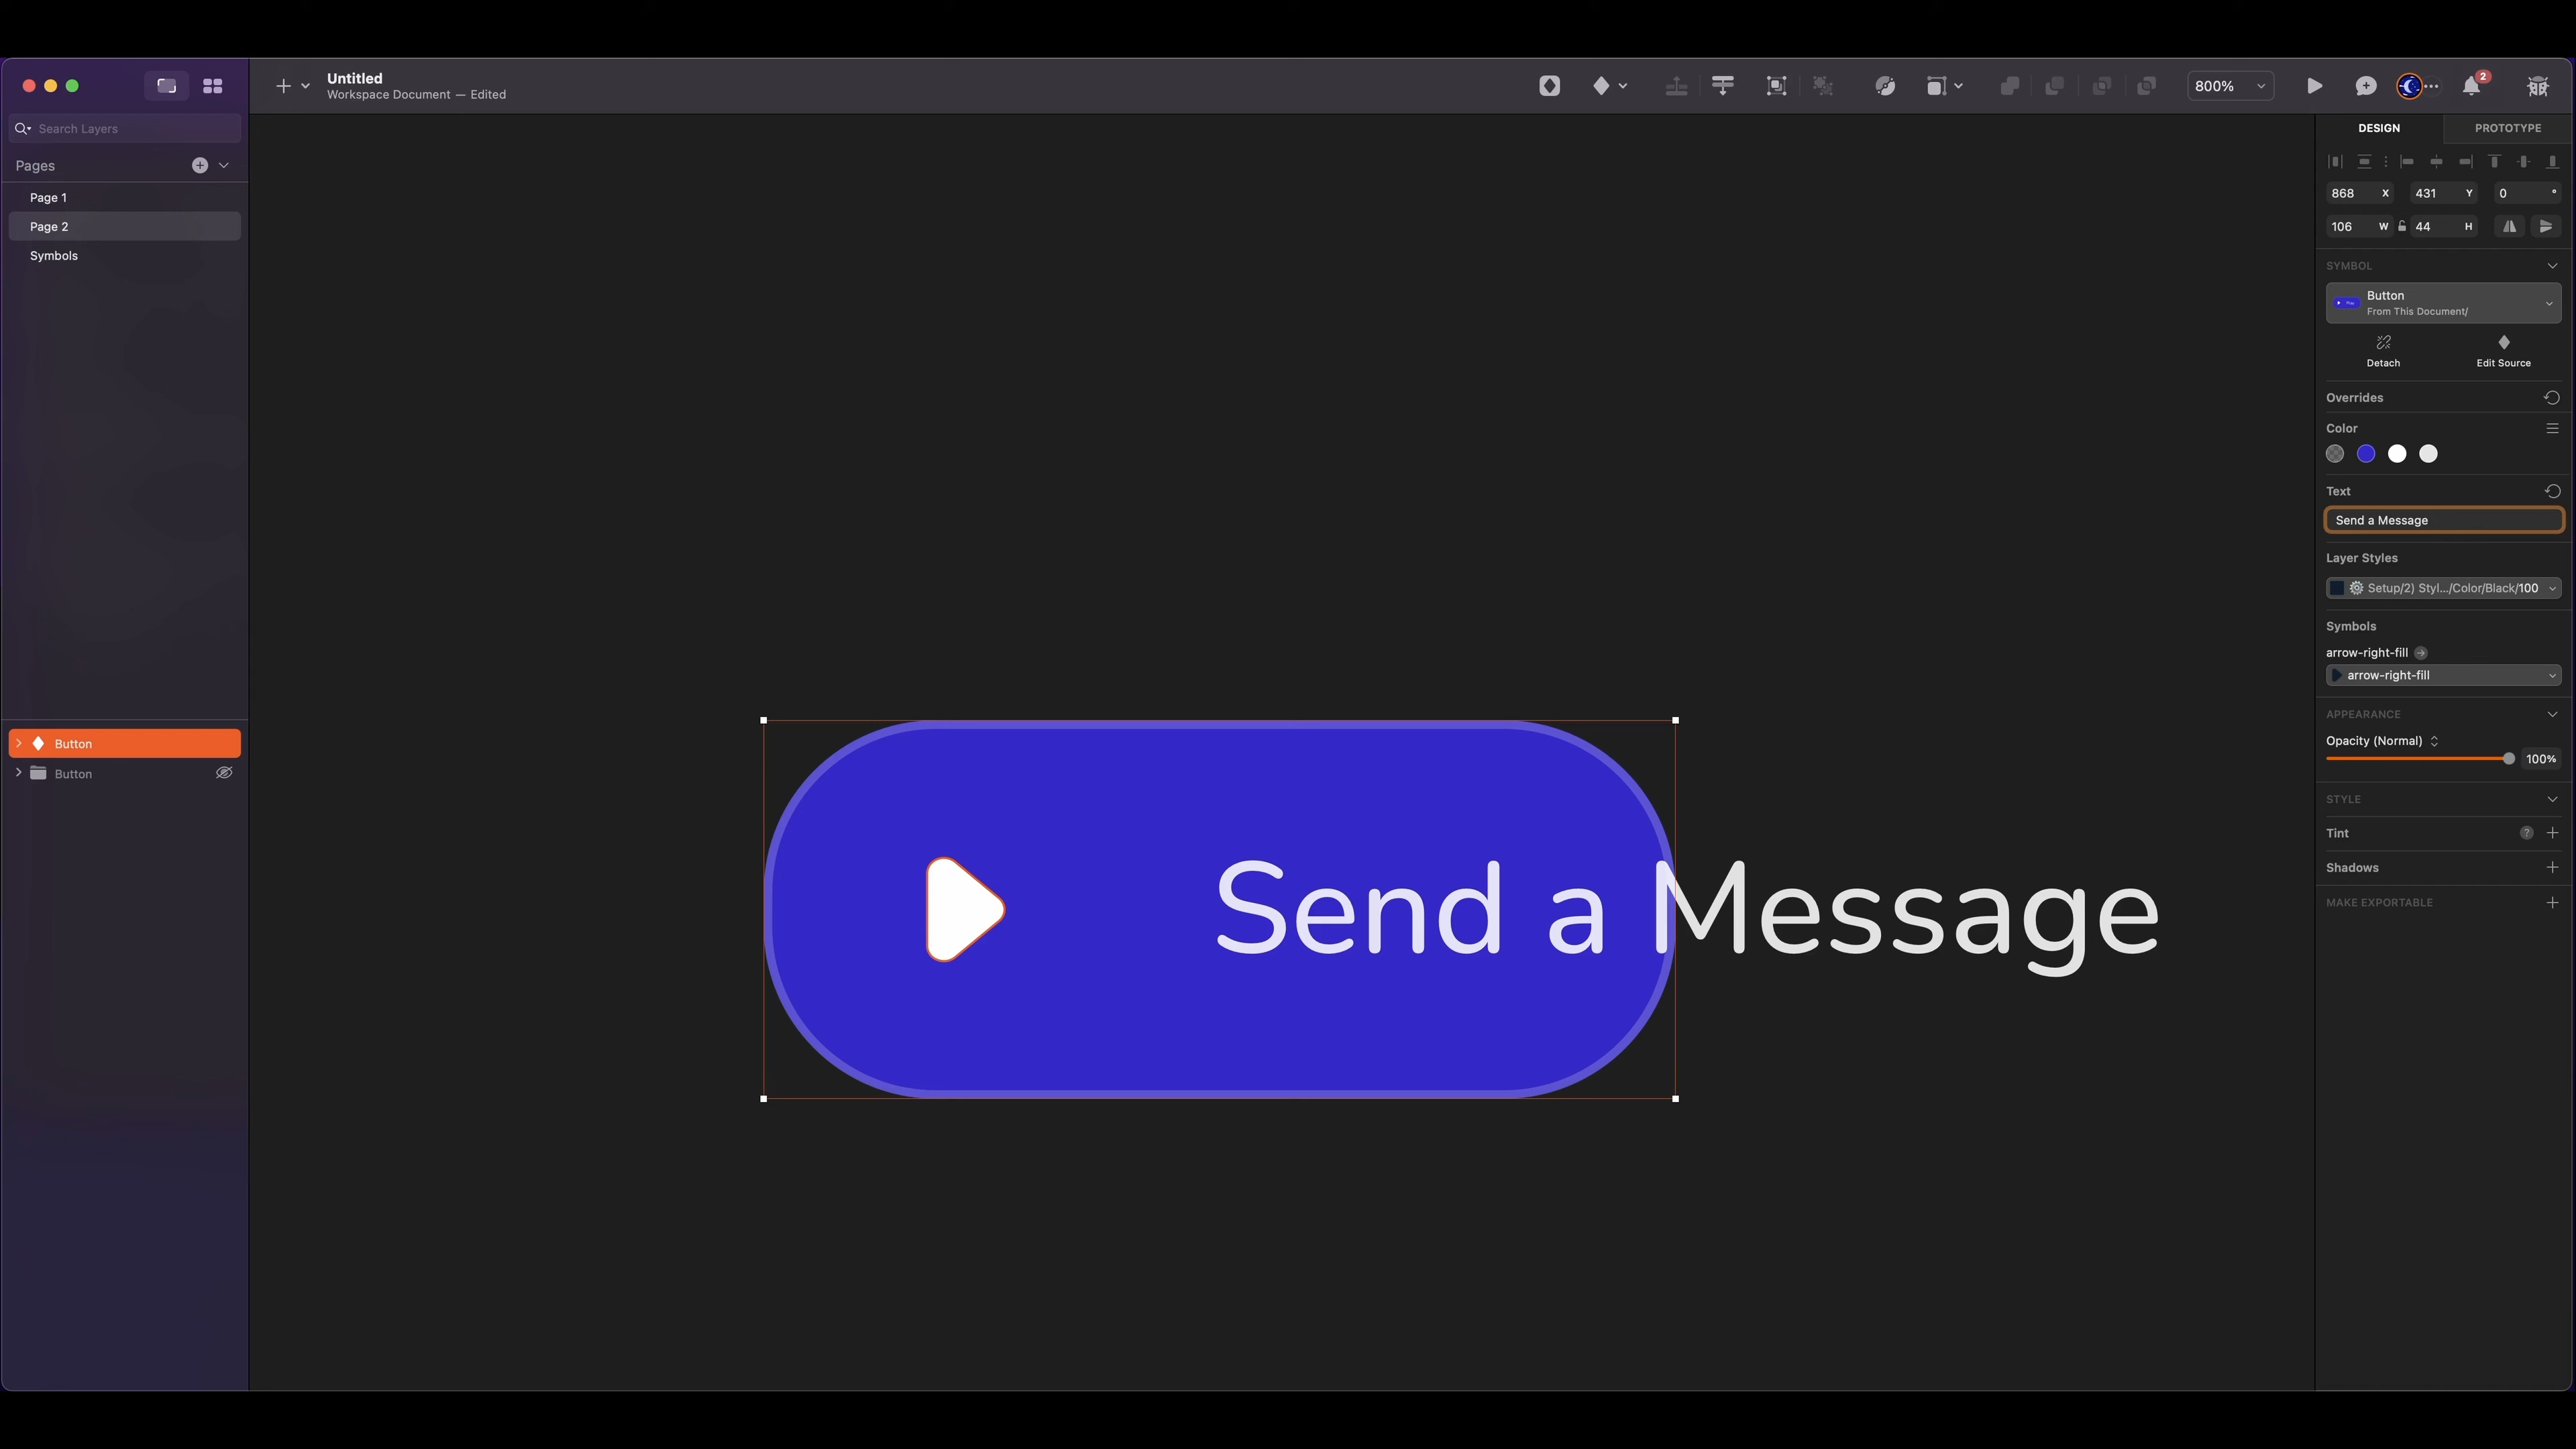 Untitled
Workspace Document — Edited
800%
2
Search Layers
Pages
Page 1
Page 2
Symbols
Button
Button
Send a Message
DESIGN
PROTOTYPE
868 X 431 Y 0 °
106 W 44 H
SYMBOL
Button
From This Document/
Detach
Edit Source
Overrides
Color
Text
Send a Message
Layer Styles
Setup/2) Styl.../Color/Black/100
Symbols
arrow-right-fill
arrow-right-fill
APPEARANCE
Opacity (Normal)
100%
STYLE
Tint
?
Shadows
MAKE EXPORTABLE